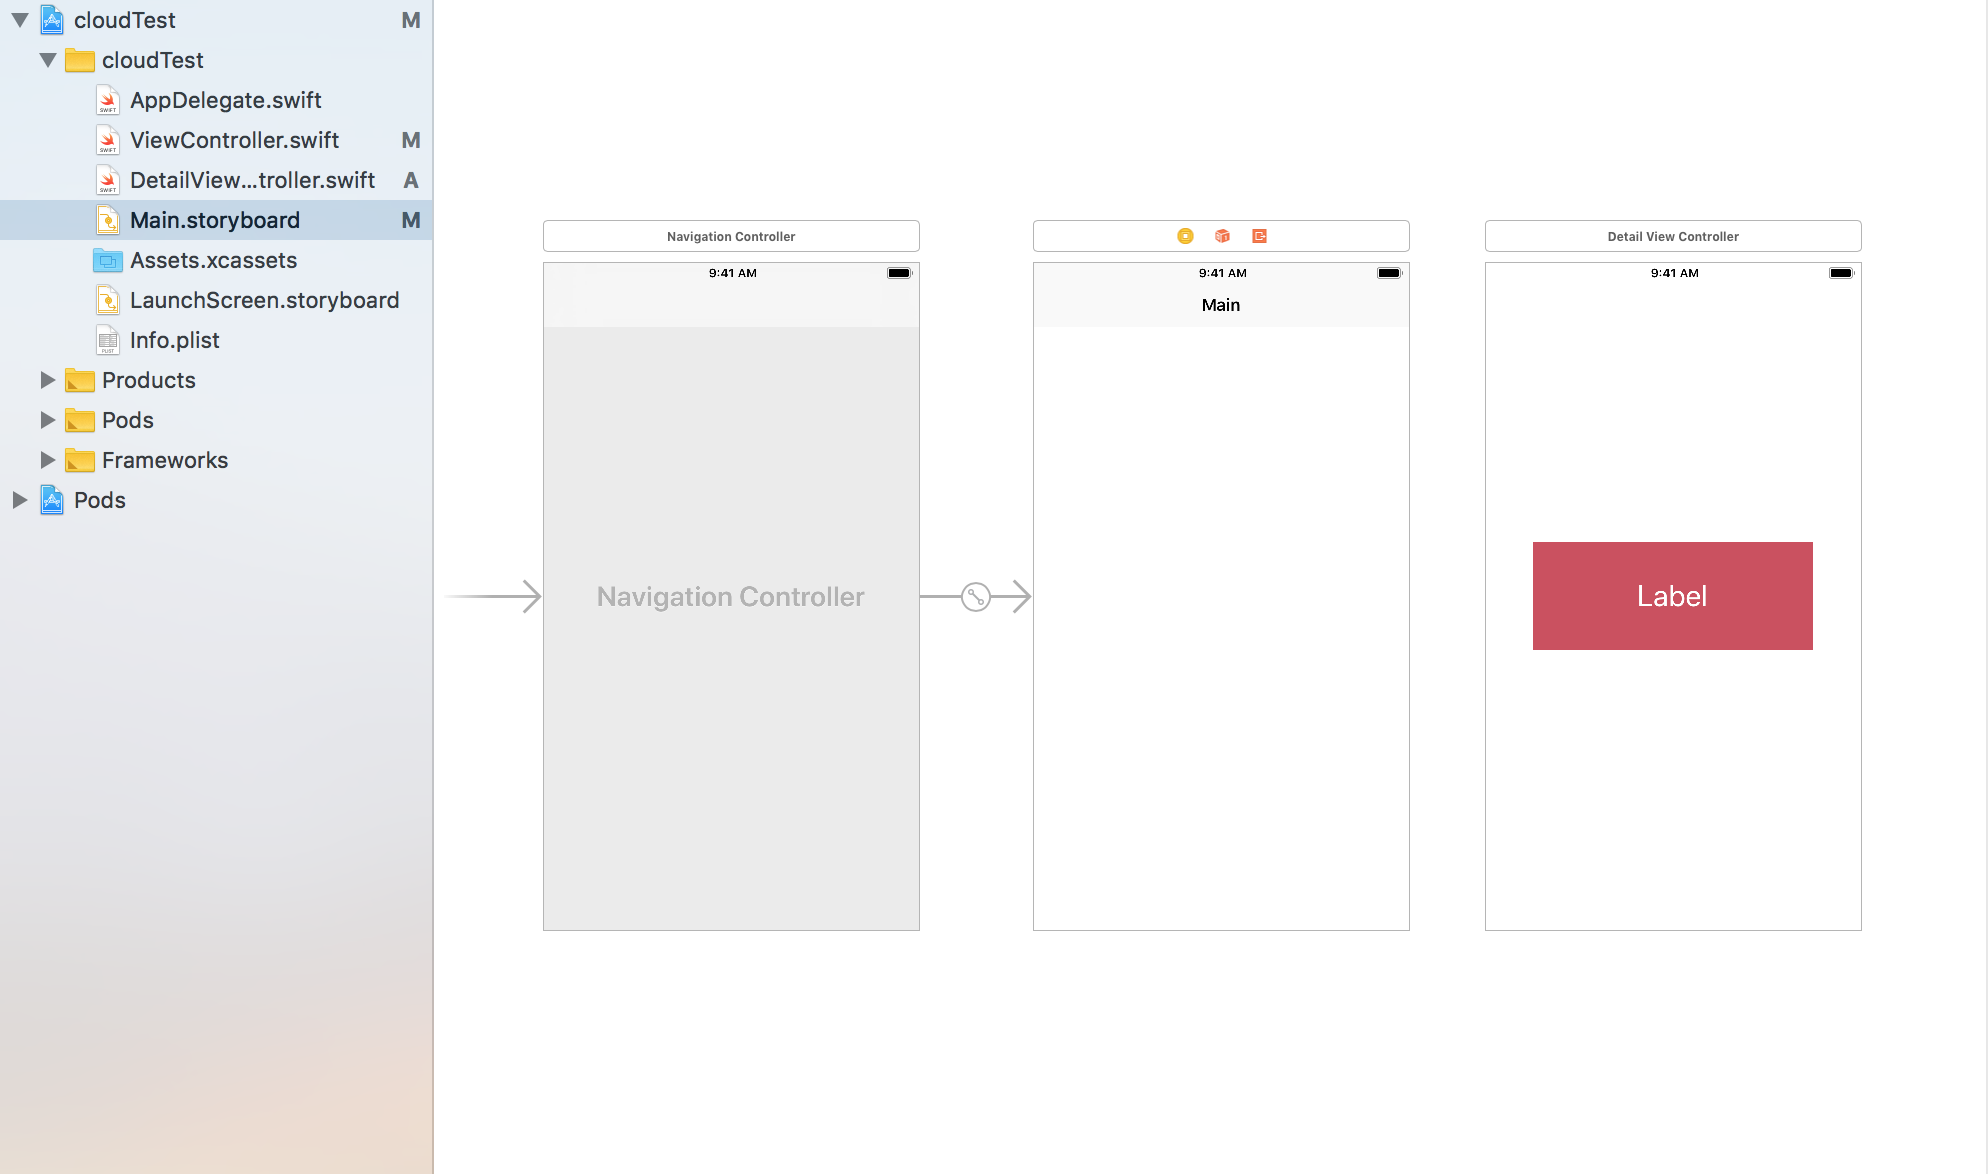 cloudTest M
cloudTest
AppDelegate.swift
ViewController.swift M
DetailView...troller.swift A
Main.storyboard M
Assets.xcassets
LaunchScreen.storyboard
Info.plist
Products
Pods
Frameworks
Pods
Navigation Controller
9:41 AM
Navigation Controller
9:41 AM
Main
Detail View Controller
9:41 AM
Label